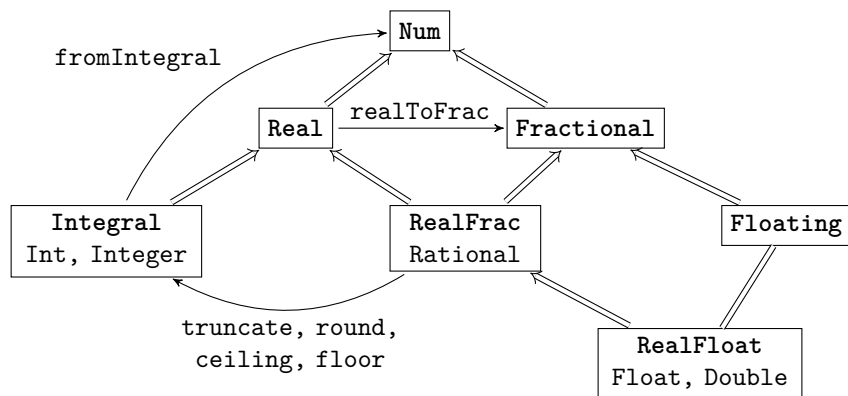 Num
fromIntegral
Real
realToFrac
Fractional
Integral
Int, Integer
RealFrac
Rational
Floating
truncate, round,
ceiling, floor
RealFloat
Float, Double